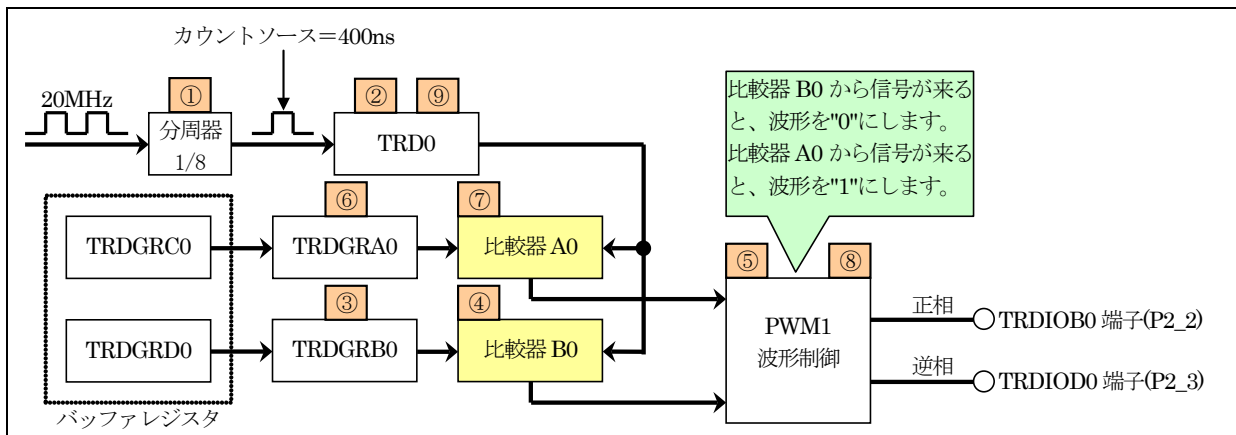 カウントソース＝400ns
比較器 B0 から信号が来る
と、波形を"0"にします。
比較器 A0 から信号が来る
と、波形を"1"にします。
20MHz
①
分周器
1/8
②
⑨
TRD0
TRDGRC0
⑥
TRDGRA0
⑦
比較器 A0
TRDGRD0
③
TRDGRB0
④
比較器 B0
バッファレジスタ
⑤
⑧
PWM1
波形制御
正相
TRDIOB0 端子(P2_2)
逆相
TRDIOD0 端子(P2_3)